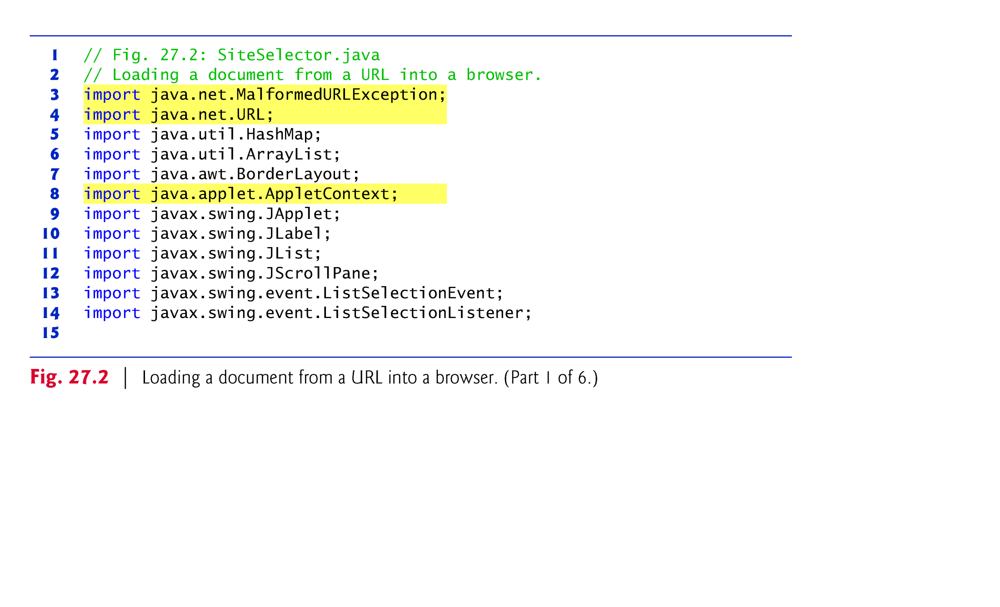 1 // Fig. 27.2: SiteSelector.java
2 // Loading a document from a URL into a browser.
3 import java.net.MalformedURLException;
4 import java.net.URL;
5 import java.util.HashMap;
6 import java.util.ArrayList;
7 import java.awt.BorderLayout;
8 import java.applet.AppletContext;
9 import javax.swing.JApplet;
10 import javax.swing.JLabel;
11 import javax.swing.JList;
12 import javax.swing.JScrollPane;
13 import javax.swing.event.ListSelectionEvent;
14 import javax.swing.event.ListSelectionListener;
15
Fig. 27.2 | Loading a document from a URL into a browser. (Part 1 of 6.)